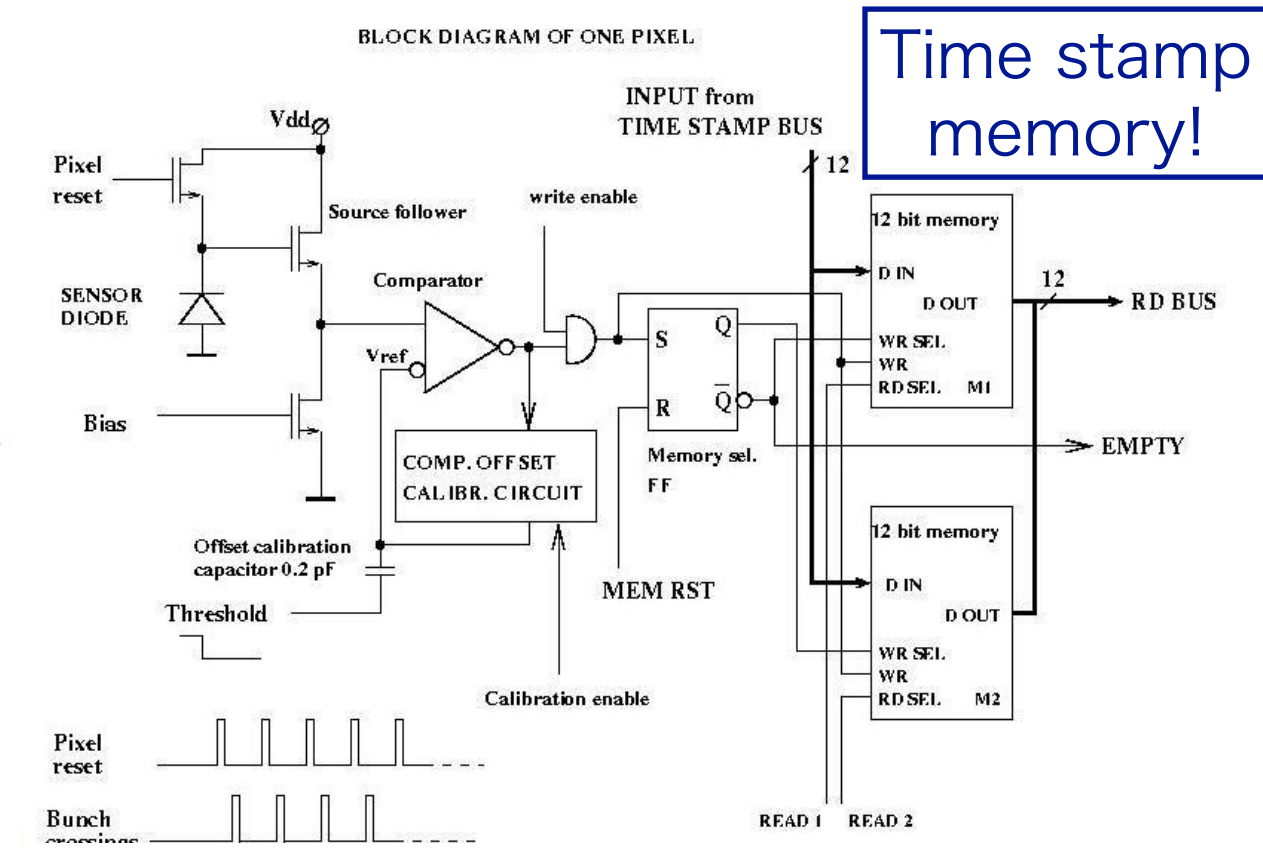 BLOCK DIAGRAM OF ONE PIXEL
Time stamp
memory!
INPUT from
TIME STAMP BUS
12
Vdd
Pixel
reset
Source follower
write enable
SENSOR
DIODE
Comparator
Vref
Bias
COMP. OFFSET
CALIBR. CIRCUIT
S
Q
R
Q̅
Memory sel.
FF
12 bit memory
D IN
D OUT
WR SEL
WR
RD SEL M1
12
RD BUS
EMPTY
12 bit memory
D IN
D OUT
WR SEL
WR
RD SEL M2
Offset calibration
capacitor 0.2 pF
Threshold
MEM RST
Calibration enable
Pixel
reset
Bunch
crossings
READ 1 READ 2